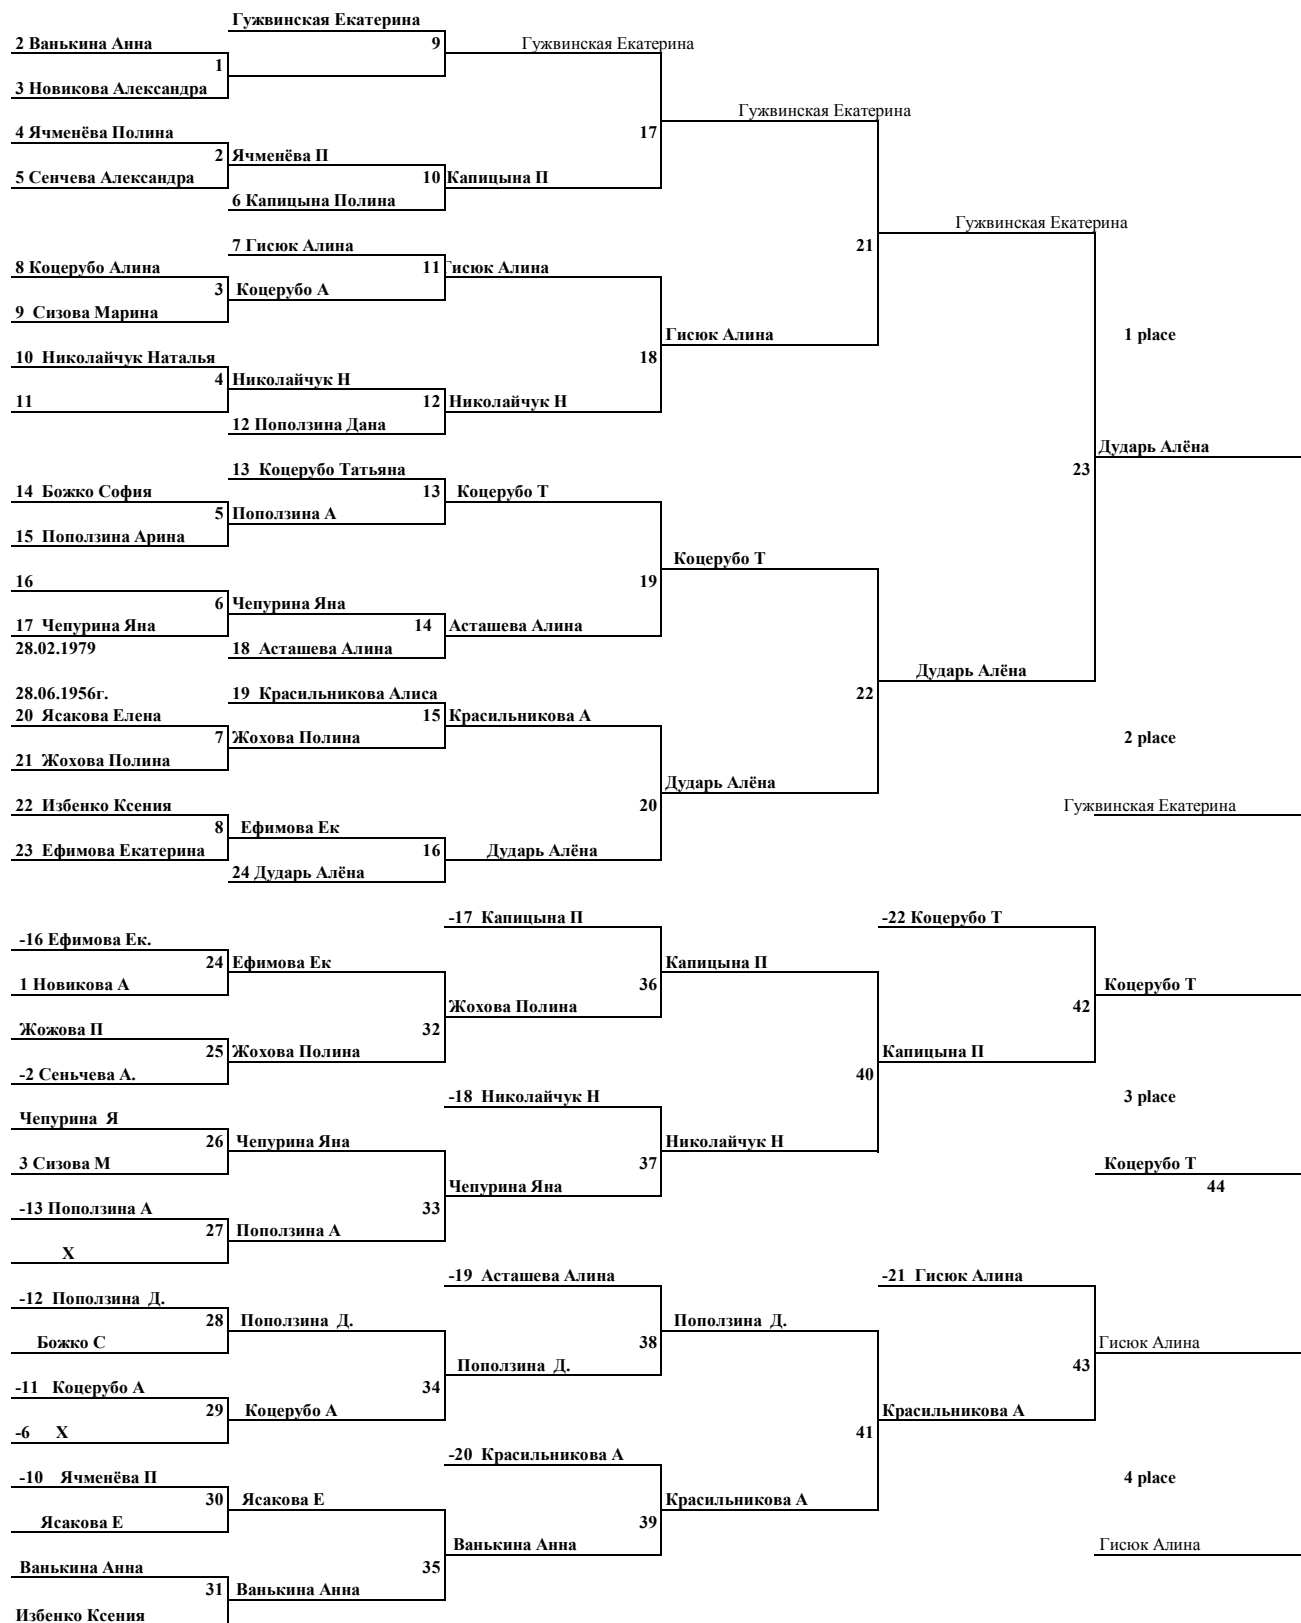 Гужвинская Екатерина
2 Ванькина Анна
9
Гужвинская Екатерина
1
3 Новикова Александра
Гужвинская Екатерина
4 Ячменёва Полина
17
2
Ячменёва П
5 Сенчева Александра
10
Капицына П
6 Капицына Полина
Гужвинская Екатерина
7 Гисюк Алина
21
8 Коцерубо Алина
11
Гисюк Алина
3
Коцерубо А
9 Сизова Марина
Гисюк Алина
1 place
10 Николайчук Наталья
18
4
Николайчук Н
11
12
Николайчук Н
12 Поползина Дана
Дударь Алёна
13 Коцерубо Татьяна
23
14 Божко София
13
Коцерубо Т
5
Поползина А
15 Поползина Арина
Коцерубо Т
16
19
6
Чепурина Яна
17 Чепурина Яна
14
Асташева Алина
28.02.1979
18 Асташева Алина
Дударь Алёна
28.06.1956г.
19 Красильникова Алиса
22
20 Ясакова Елена
15
Красильникова А
7
Жохова Полина
2 place
21 Жохова Полина
Дударь Алёна
22 Избенко Ксения
20
Гужвинская Екатерина
8
Ефимова Ек
23 Ефимова Екатерина
16
Дударь Алёна
24 Дударь Алёна
-17 Капицына П
-22 Коцерубо Т
-16 Ефимова Ек.
24
Ефимова Ек
Капицына П
1 Новикова А
36
Коцерубо Т
Жохова Полина
42
Жожова П
32
25
Жохова Полина
Капицына П
-2 Сеньчева А.
40
-18 Николайчук Н
3 place
Чепурина Я
26
Чепурина Яна
Николайчук Н
3 Сизова М
37
Коцерубо Т
Чепурина Яна
44
-13 Поползина А
33
27
Поползина А
X
-19 Асташева Алина
-21 Гисюк Алина
-12 Поползина Д.
28
Поползина Д.
Поползина Д.
Божко С
38
Гисюк Алина
Поползина Д.
43
-11 Коцерубо А
34
29
Коцерубо А
Красильникова А
-6 X
41
-20 Красильникова А
-10 Ячменёва П
4 place
30
Ясакова Е
Красильникова А
Ясакова Е
39
Ванькина Анна
Гисюк Алина
Ванькина Анна
35
31
Ванькина Анна
Избенко Ксения